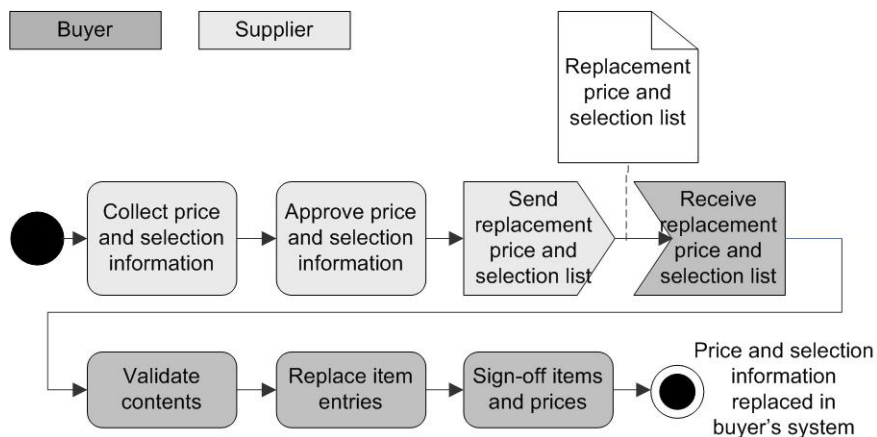 Buyer
Supplier
Replacement
price and
selection list
Collect price
and selection
information
Approve price
and selection
information
Send
replacement
price and
selection list
Receive
replacement
price and
selection list
Validate
contents
Replace item
entries
Sign-off items
and prices
Price and selection
information
replaced in
buyer's system